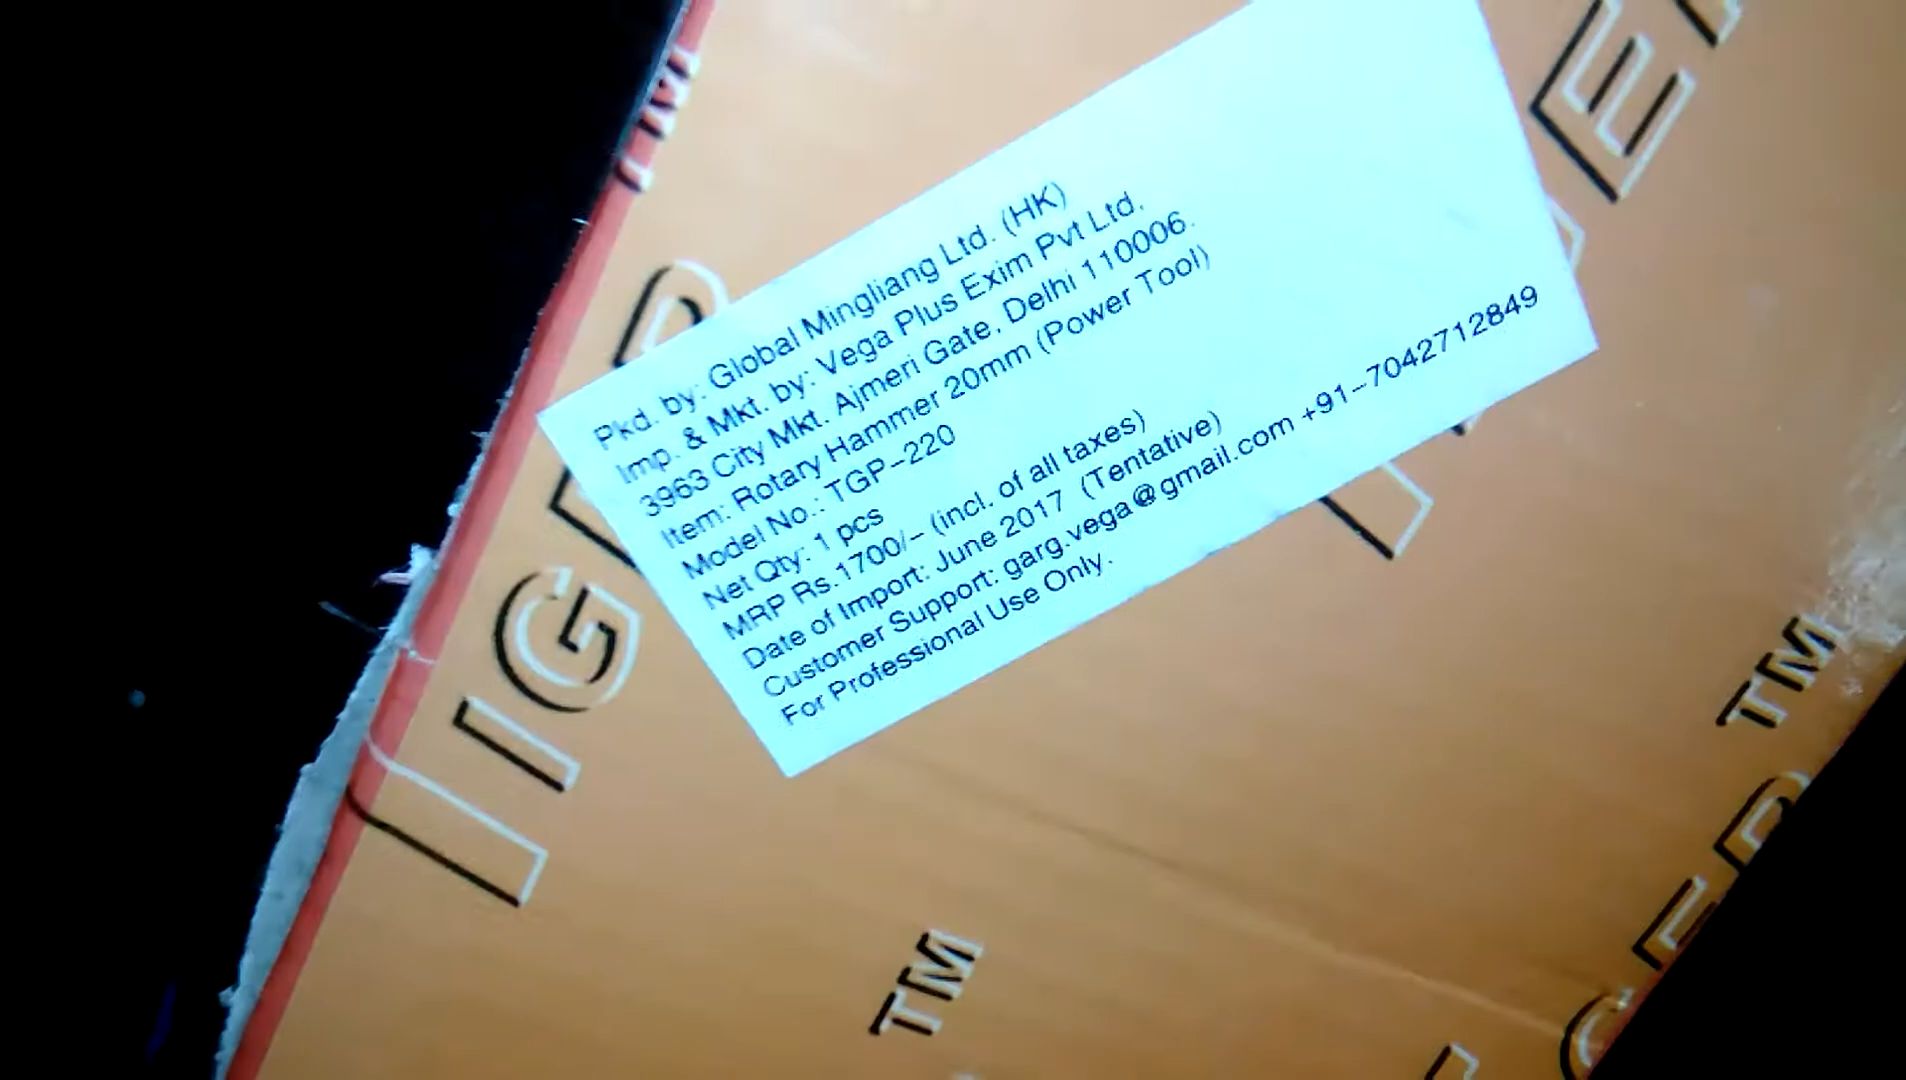 Pkd. by: Global Mingliang Ltd. (HK)
Imp. & Mkt. by: Vega Plus Exim Pvt Ltd.
3963 City Mkt. Ajmeri Gate, Delhi 110006.
Item: Rotary Hammer 20mm (Power Tool)
Model No.: TGP-220
Net Qty: 1 pcs
MRP Rs.1700/- (incl. of all taxes)
Date of Import: June 2017 (Tentative)
Customer Support: garg.vega@gmail.com +91-7042712849
For Professional Use Only.
TM
TM
TM